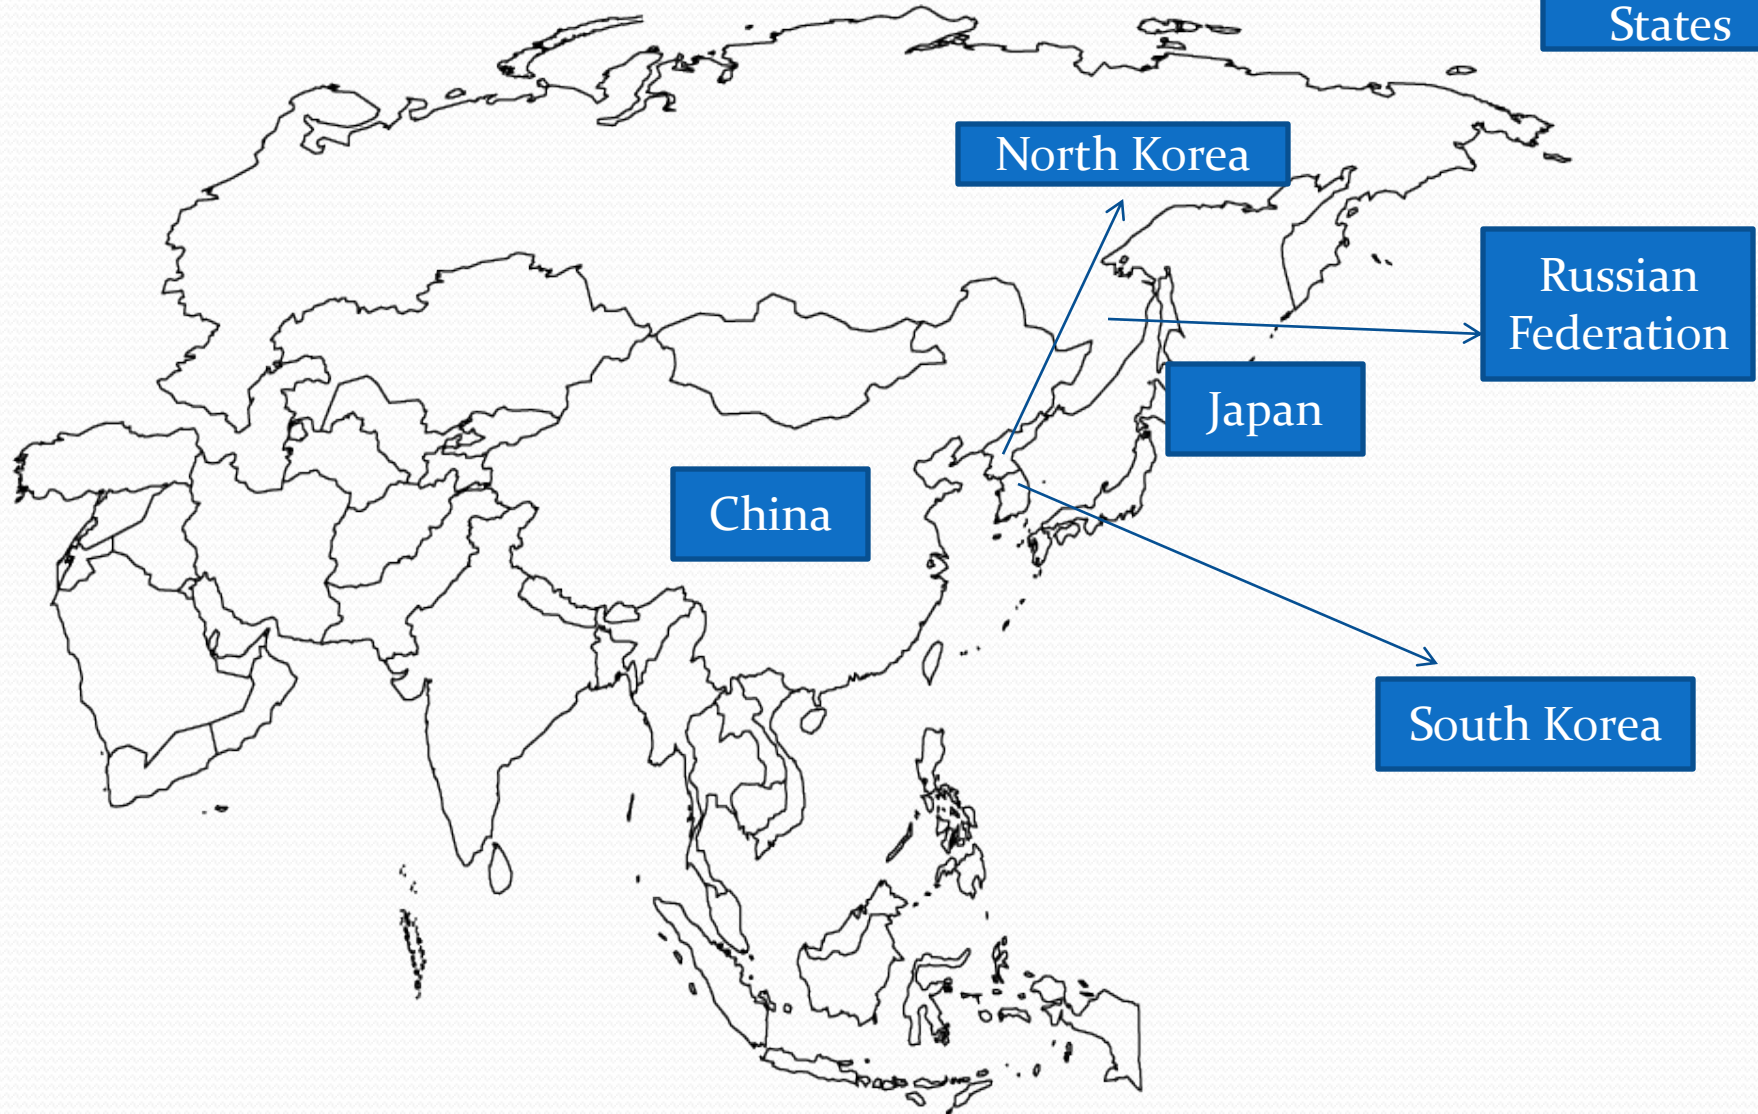 States
North Korea
Russian
Federation
Japan
China
South Korea